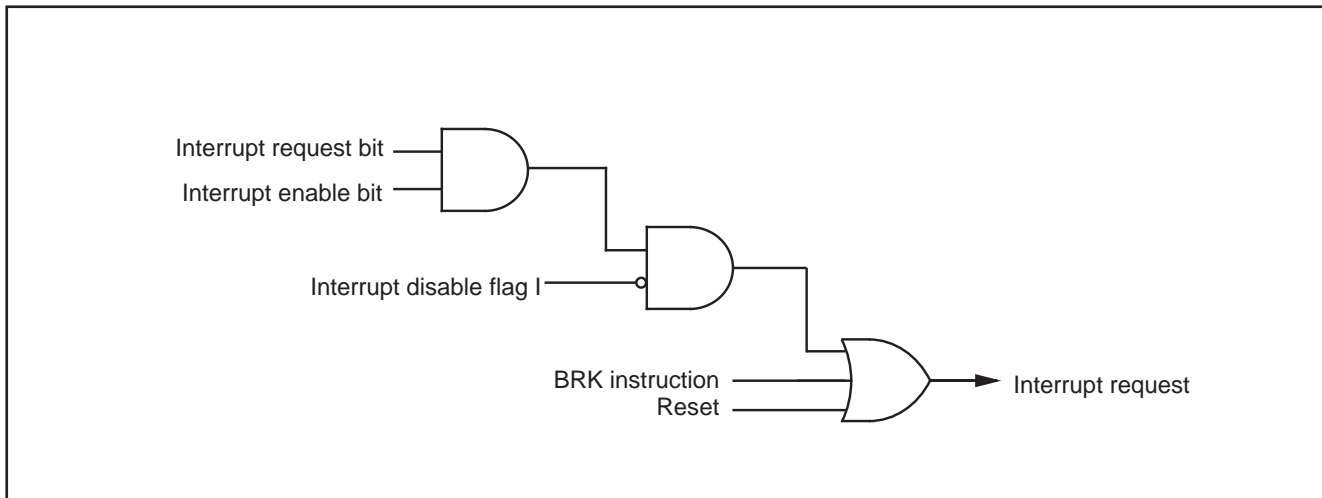 Interrupt request bit
Interrupt enable bit
Interrupt disable flag I
BRK instruction
Reset
Interrupt request